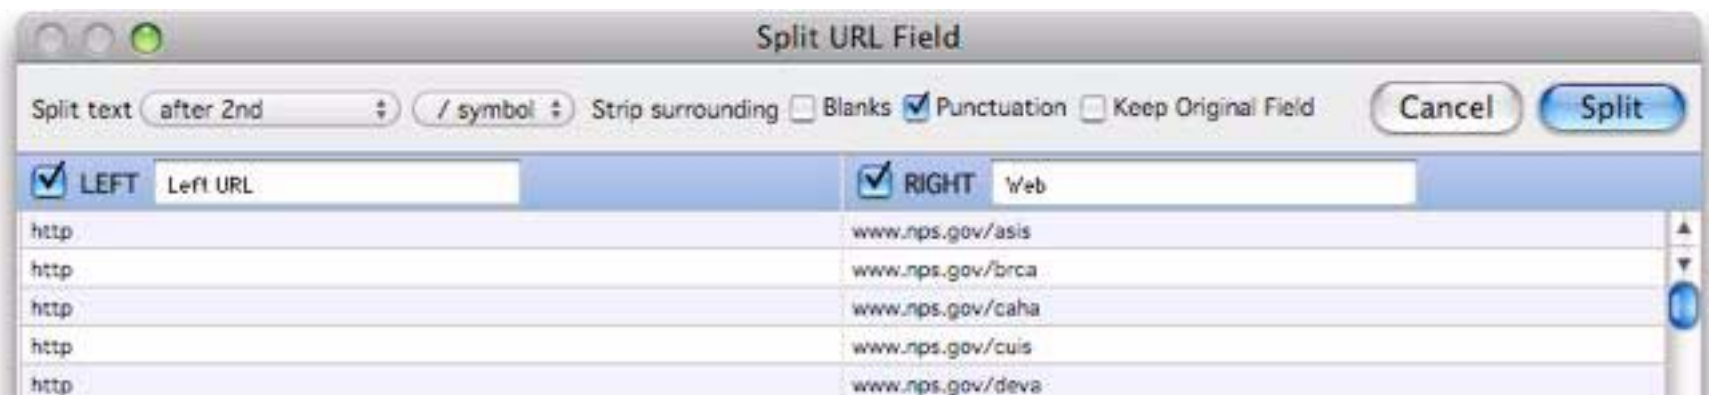 Split URL Field
Split text after 2nd / symbol Strip surrounding Blanks Punctuation Keep Original Field Cancel Split
LEFT Left URL RIGHT Web
http www.nps.gov/asis
http www.nps.gov/brca
http www.nps.gov/caha
http www.nps.gov/cuis
http www.nps.gov/deva